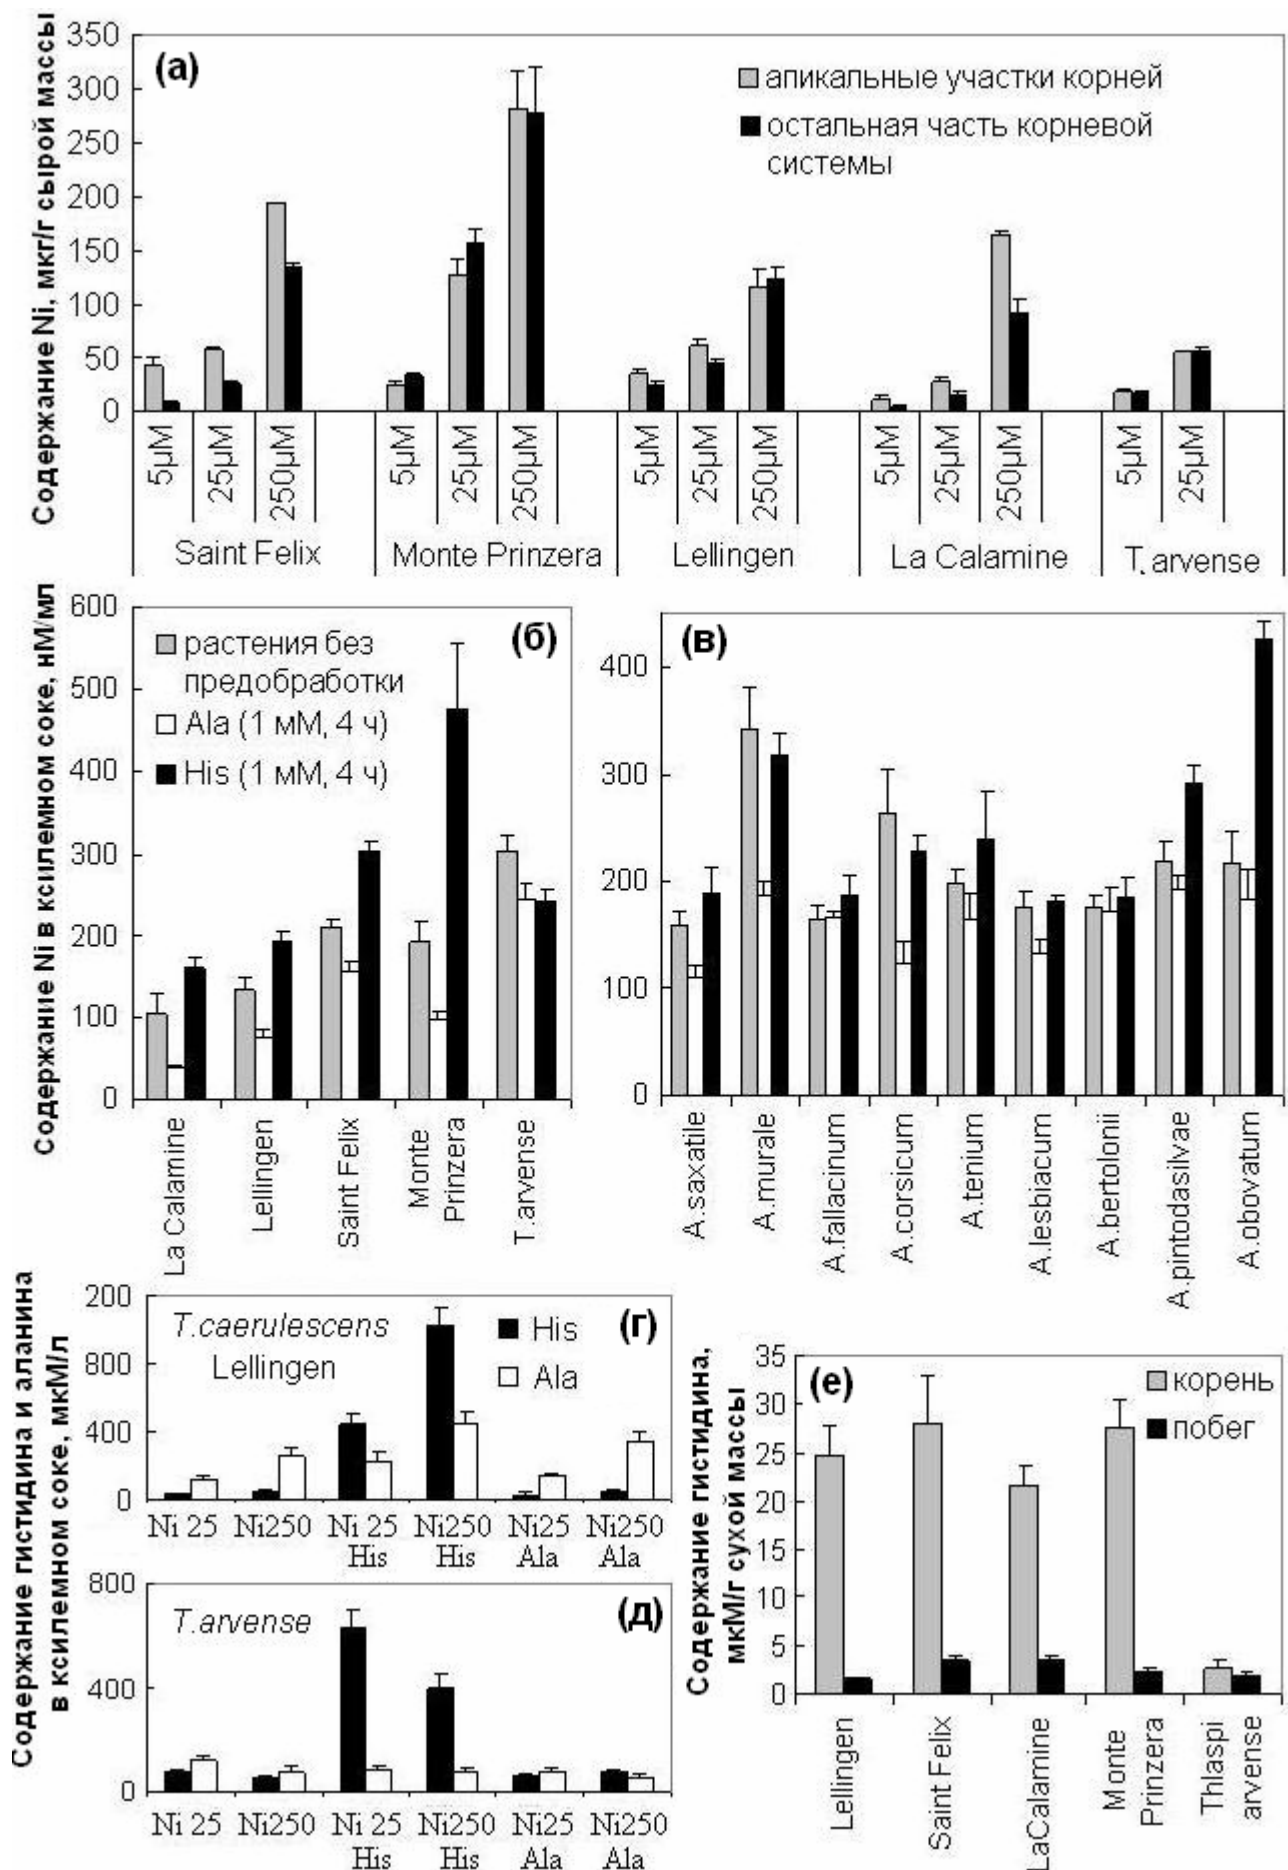 Содержание Ni, мкг/г сырой массы
350
300
250
200
150
100
50
0
(а)
апикальные участки корней
остальная часть корневой
системы
5μM
25μM
250μM
5μM
25μM
250μM
5μM
25μM
250μM
5μM
25μM
250μM
5μM
25μM
Saint Felix
Monte Prinzera
Lellingen
La Calamine
T.arvense
Содержание Ni в ксилемном соке, нМ/мл
600
500
400
300
200
100
0
(б)
растения без
предобработки
Ala (1 мМ, 4 ч)
His (1 мМ, 4 ч)
La Calamine
Lellingen
Saint Felix
Monte
Prinzera
T.arvense
(в)
400
300
200
100
0
A.saxatile
A.murale
A.fallacinum
A.corsicum
A.tenium
A.lesbiacum
A.bertolonii
A.pintodasilvae
A.obovatum
Содержание гистидина и аланина
в ксилемном соке, мкМ/л
200
800
400
0
T.caerulescens
Lellingen
(г)
His
Ala
Ni 25
Ni250
Ni 25
His
Ni250
His
Ni25
Ala
Ni250
Ala
800
400
0
T.arvense
(д)
Ni 25
Ni250
Ni 25
His
Ni250
His
Ni25
Ala
Ni250
Ala
Содержание гистидина,
мкМ/г сухой массы
35
30
25
20
15
10
5
0
(е)
корень
побег
Lellingen
Saint Felix
LaCalamine
Monte
Prinzera
Thlaspi
arvense